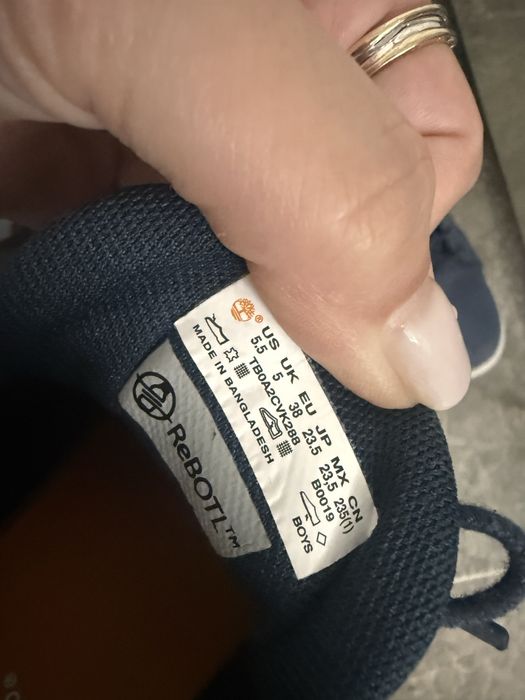 ®
US UK EU JP MX CN
5.5 5 38 23.5 23,5 235(1)
TB0A2CVK288 B0019
MADE IN BANGLADESH BOYS
ReBOTL™